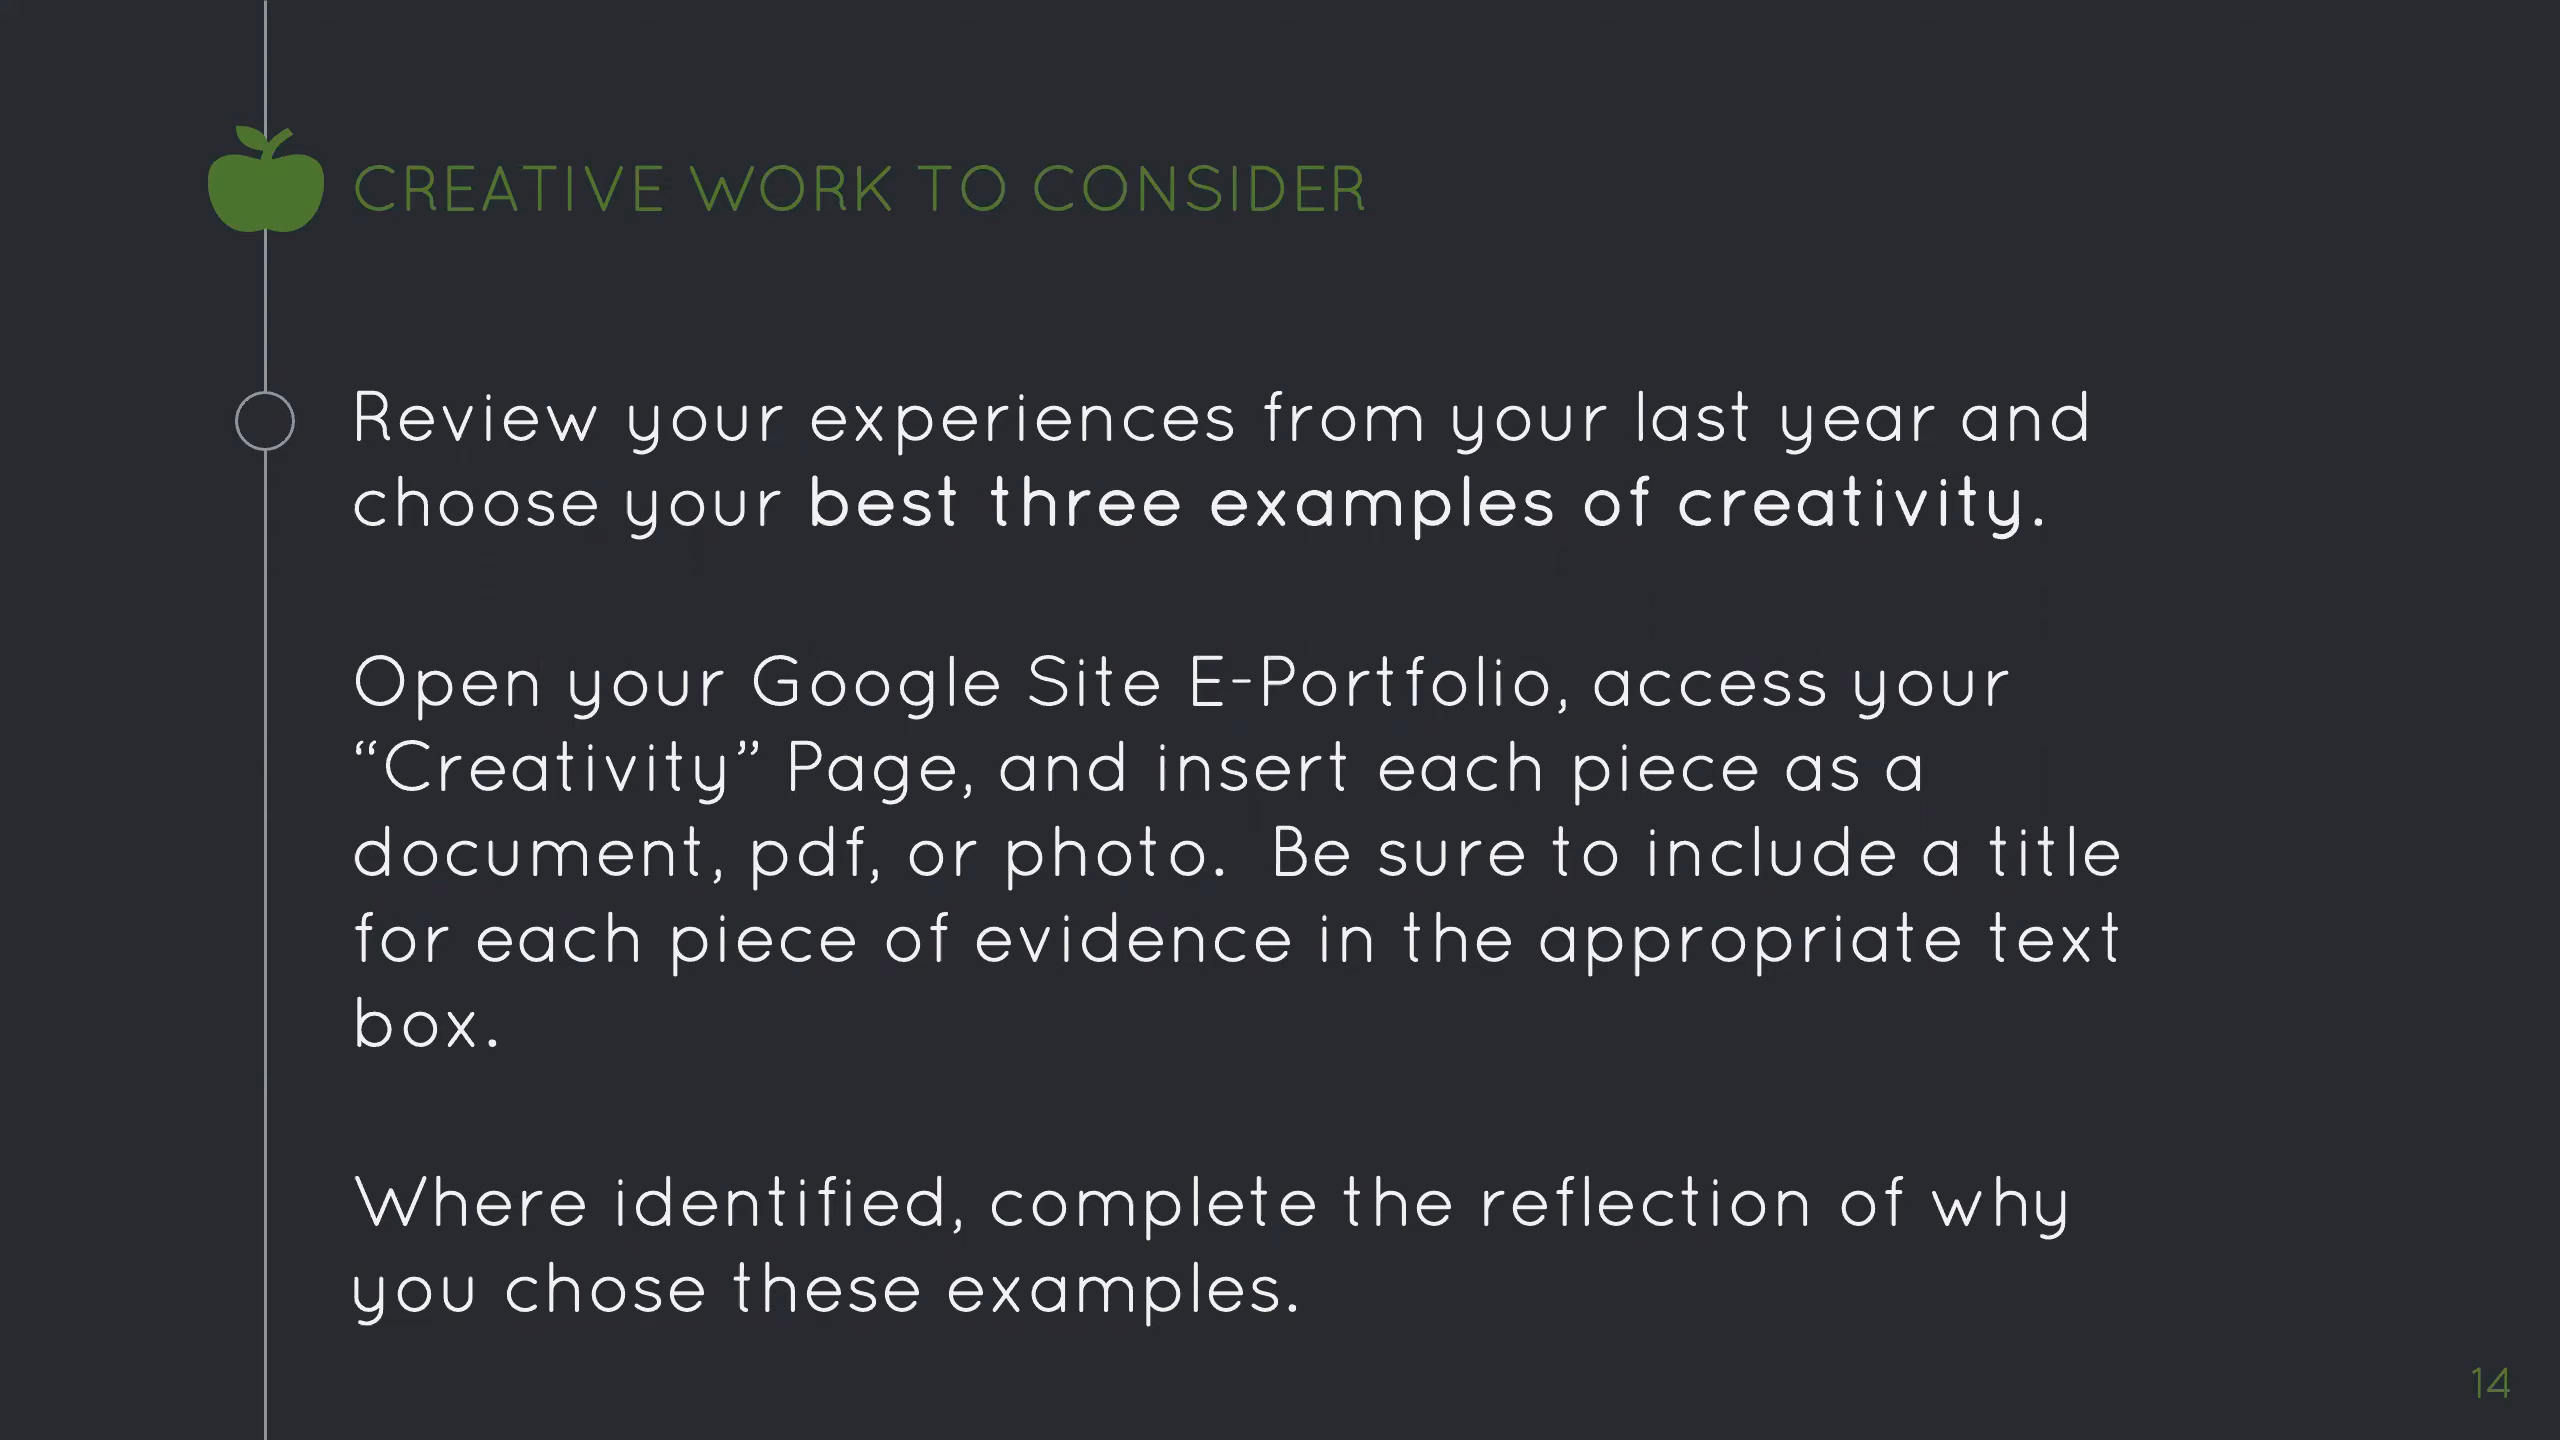 CREATIVE WORK TO CONSIDER
Review your experiences from your last year and
choose your best three examples of creativity.
Open your Google Site E-Portfolio, access your
“Creativity” Page, and insert each piece as a
document, pdf, or photo.  Be sure to include a title
for each piece of evidence in the appropriate text
box.
Where identified, complete the reflection of why
you chose these examples.
14